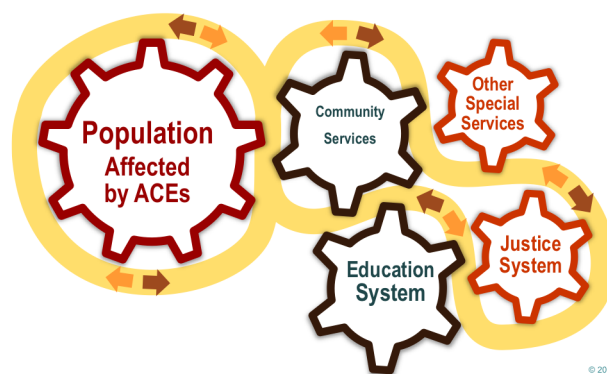 Population
Affected
by ACEs
Community
Services
Other
Special
Services
Education
System
Justice
System
© 20